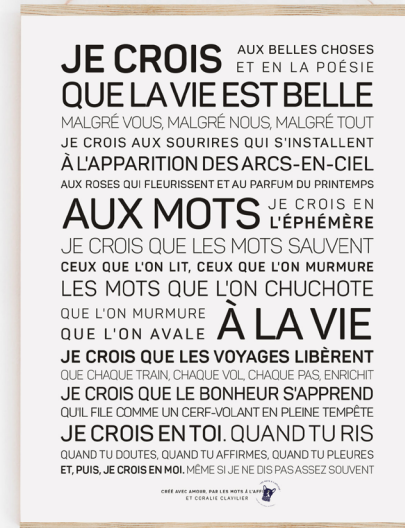 JE CROIS AUX BELLES CHOSES
ET EN LA POÉSIE
QUE LA VIE EST BELLE
MALGRÉ VOUS, MALGRÉ NOUS, MALGRÉ TOUT
JE CROIS AUX SOURIRES QUI S'INSTALLENT
À L'APPARITION DES ARCS-EN-CIEL
AUX ROSES QUI FLEURISSENT ET AU PARFUM DU PRINTEMPS
AUX MOTS JE CROIS EN
L'ÉPHÉMÈRE
JE CROIS QUE LES MOTS SAUVENT
CEUX QUE L'ON LIT, CEUX QUE L'ON MURMURE
LES MOTS QUE L'ON CHUCHOTE
QUE L'ON MURMURE
QUE L'ON AVALE À LA VIE
JE CROIS QUE LES VOYAGES LIBÈRENT
QUE CHAQUE TRAIN, CHAQUE VOL, CHAQUE PAS, ENRICHIT
JE CROIS QUE LE BONHEUR S'APPREND
QU'IL FILE COMME UN CERF-VOLANT EN PLEINE TEMPÊTE
JE CROIS EN TOI. QUAND TU RIS
QUAND TU DOUTES, QUAND TU AFFIRMES, QUAND TU PLEURES
ET, PUIS, JE CROIS EN MOI. MÊME SI JE NE DIS PAS ASSEZ SOUVENT
CRÉÉ AVEC AMOUR, PAR LES MOTS À
ET CORALIE CLAVILIER